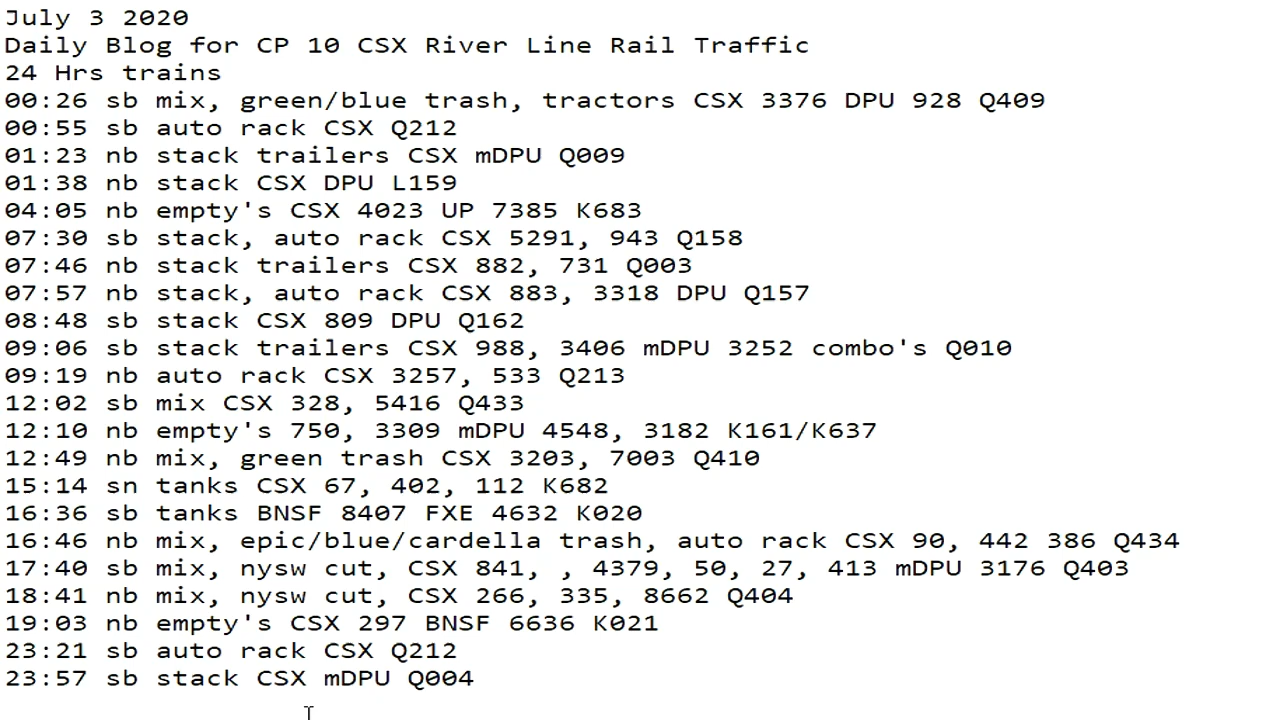 July 3 2020
Daily Blog for CP 10 CSX River Line Rail Traffic
24 Hrs trains
00:26 sb mix, green/blue trash, tractors CSX 3376 DPU 928 Q409
00:55 sb auto rack CSX Q212
01:23 nb stack trailers CSX mDPU Q009
01:38 nb stack CSX DPU L159
04:05 nb empty's CSX 4023 UP 7385 K683
07:30 sb stack, auto rack CSX 5291, 943 Q158
07:46 nb stack trailers CSX 882, 731 Q003
07:57 nb stack, auto rack CSX 883, 3318 DPU Q157
08:48 sb stack CSX 809 DPU Q162
09:06 sb stack trailers CSX 988, 3406 mDPU 3252 combo's Q010
09:19 nb auto rack CSX 3257, 533 Q213
12:02 sb mix CSX 328, 5416 Q433
12:10 nb empty's 750, 3309 mDPU 4548, 3182 K161/K637
12:49 nb mix, green trash CSX 3203, 7003 Q410
15:14 sn tanks CSX 67, 402, 112 K682
16:36 sb tanks BNSF 8407 FXE 4632 K020
16:46 nb mix, epic/blue/cardella trash, auto rack CSX 90, 442 386 Q434
17:40 sb mix, nysw cut, CSX 841, , 4379, 50, 27, 413 mDPU 3176 Q403
18:41 nb mix, nysw cut, CSX 266, 335, 8662 Q404
19:03 nb empty's CSX 297 BNSF 6636 K021
23:21 sb auto rack CSX Q212
23:57 sb stack CSX mDPU Q004